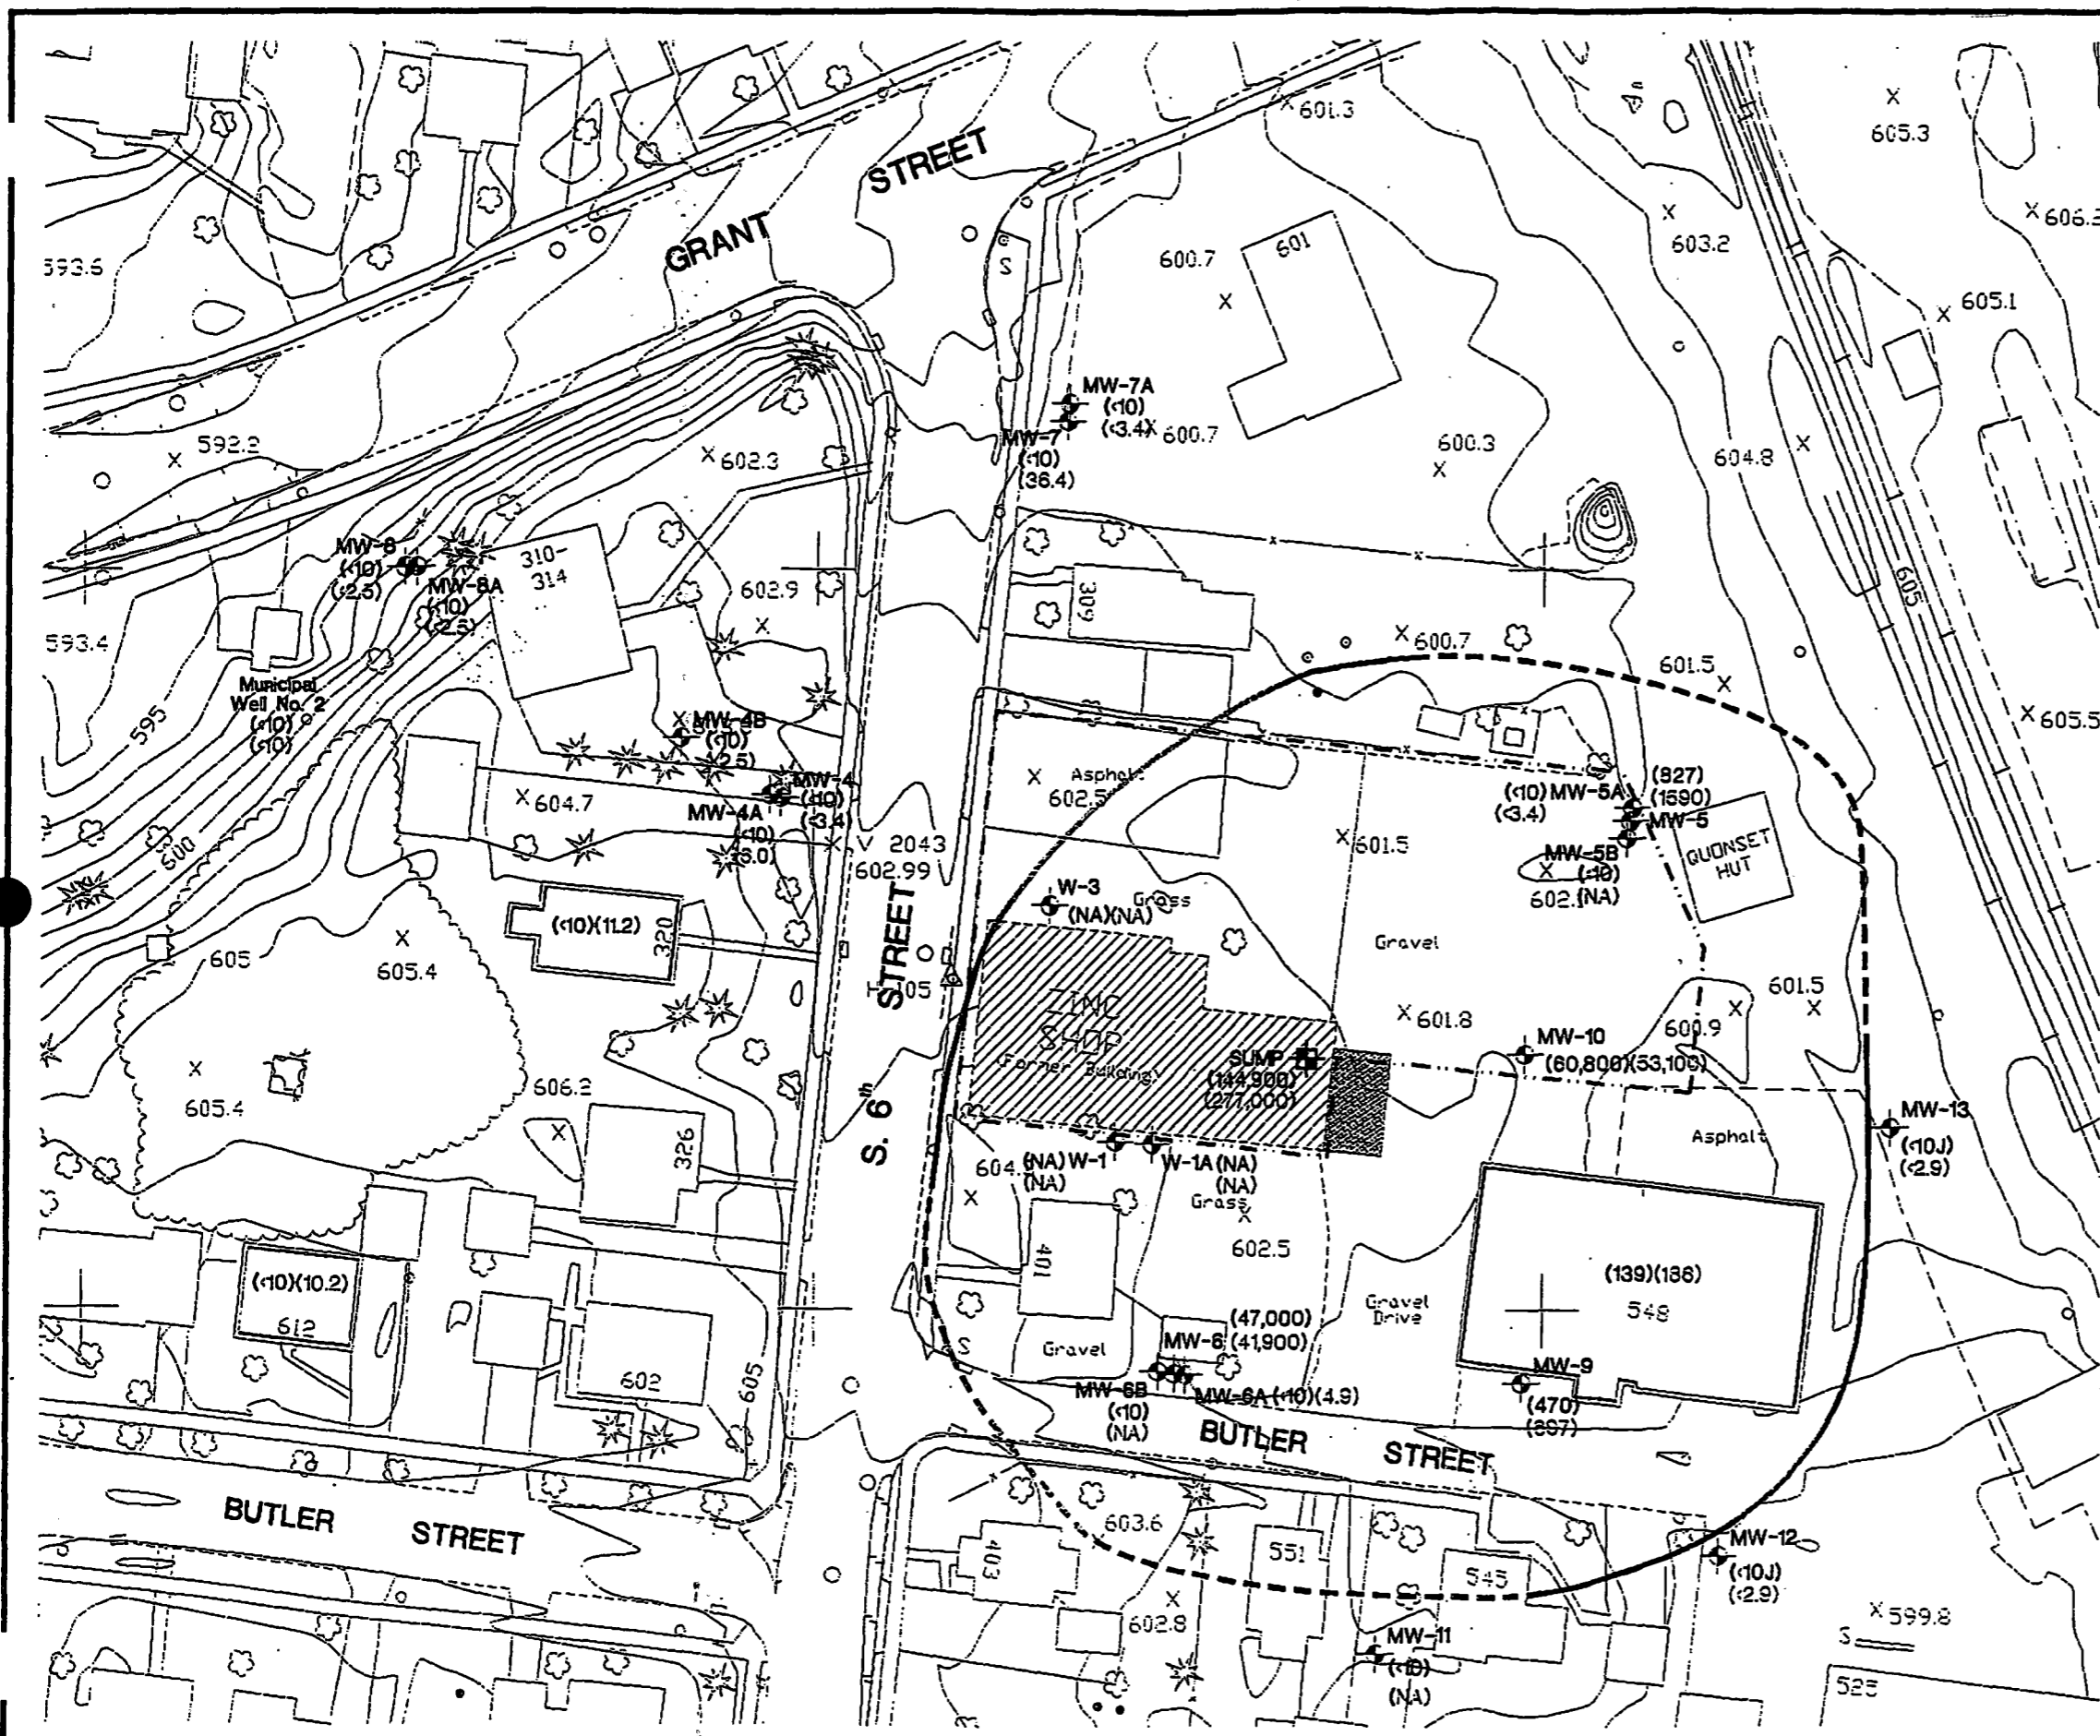 601.3
605.3
STREET
GRANT
593.6
S
600.7
601
603.2
606.
605.1
MW-7A
(<10)
(<3.4)
600.7
MW-7
(<10)
(36.4)
592.2
602.3
600.3
604.8
MW-8
(<10)
(<2.5)
MW-8A
(<10)
(<2.5)
310-
314
602.9
309
605
593.4
600.7
601.5
Municipal
Well No. 2
(<10)
(<10)
595
MW-4B
(<10)
(<2.5)
605.5
604.7
MW-4
(<10)
(<3.4)
MW-4A
(<10)
Asphalt
602.5
(<10) MW-5A
(<3.4)
(827)
(1590)
MW-5
2043
602.99
601.5
MW-5B
(<10)
602. (NA)
QUONSET
HUT
600
W-3
(NA)(NA)
Grass
(<10)(11.2)
320
STREET
Gravel
605
605.4
T-105
ZINC
SHOP
(Former Building)
601.8
601.5
600.9
SUMP
(144,900)
(277,000)
MW-10
(60,800)(53,100)
605.4
606.2
326
S. 6th
MW-13
(<10J)
(<2.9)
Asphalt
604.
(NA) W-1
(NA)
W-1A (NA)
(NA)
Grass
602.5
401
(<10)(10.2)
612
(139)(186)
548
Gravel
Drive
(47,000)
MW-6 (41,900)
Gravel
S
602
605
MW-6B
(<10)
(NA)
MW-6A (<10)(4.9)
MW-9
(470)
(897)
BUTLER STREET
BUTLER STREET
603.6
403
551
545
MW-12
(<10J)
(<2.9)
602.8
MW-11
(<10)
(NA)
599.8
S
525